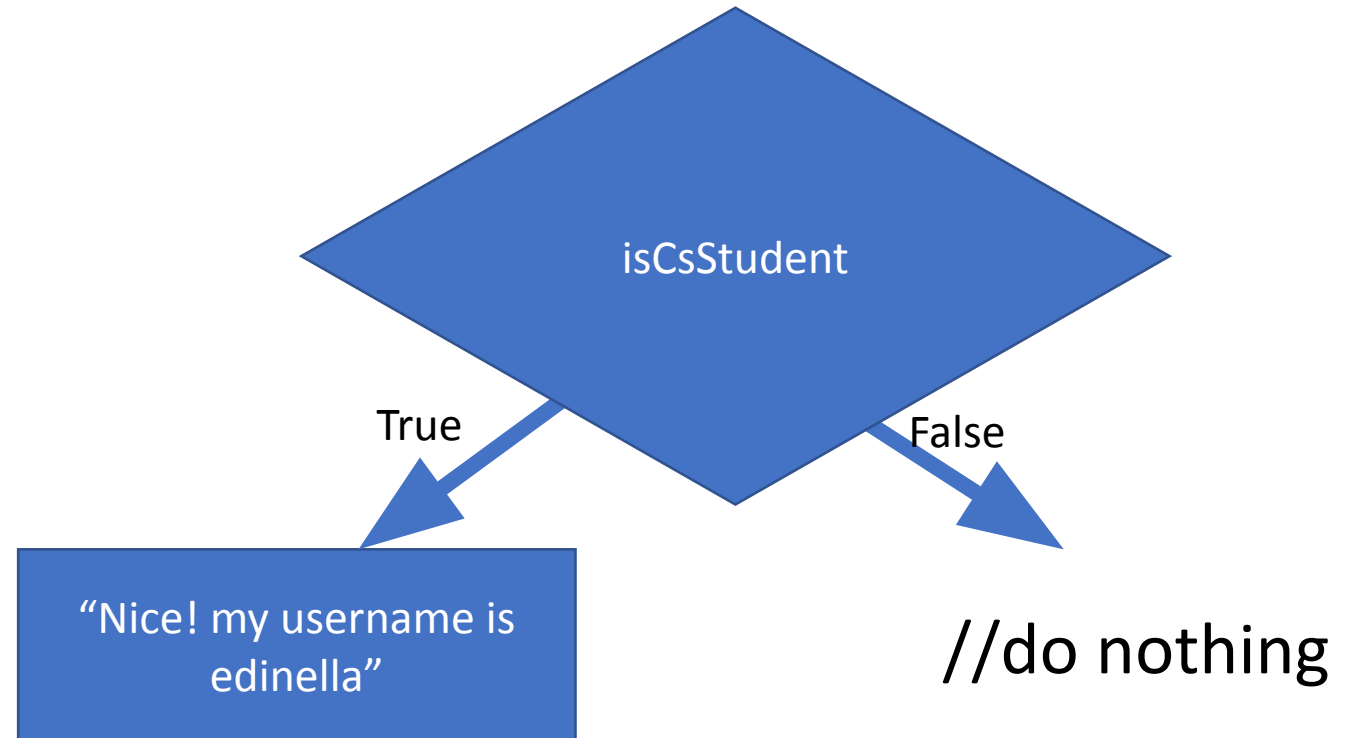 isCsStudent
True
False
“Nice! my username is
edinella”
//do nothing